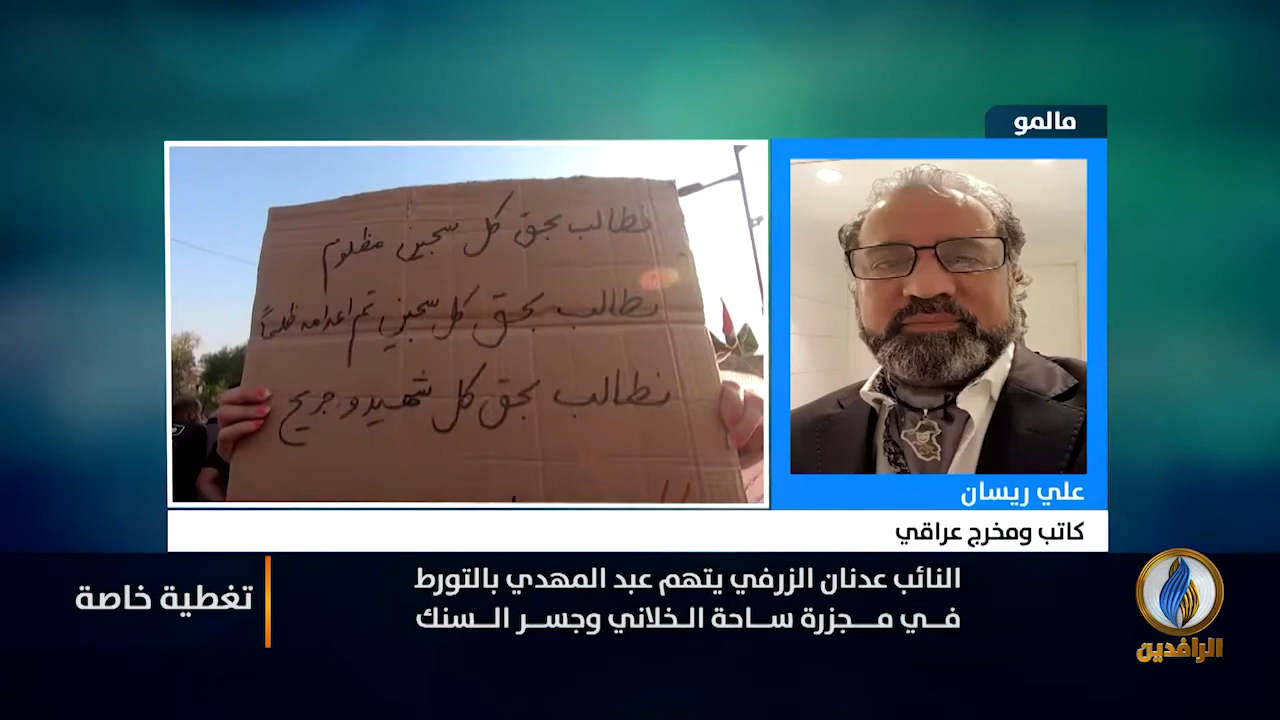 مالمو
نطالب بحق كل سجين مظلوم
نطالب بحق كل سجين تم اعدامه ظلماً
نطالب بحق كل شهيد وجريح
علي ريسان
كاتب ومخرج عراقي
النائب عدنان الزرفي يتهم عبد المهدي بالتورط
في مجزرة ساحة الخلاني وجسر السنك
تغطية خاصة
الرافدين